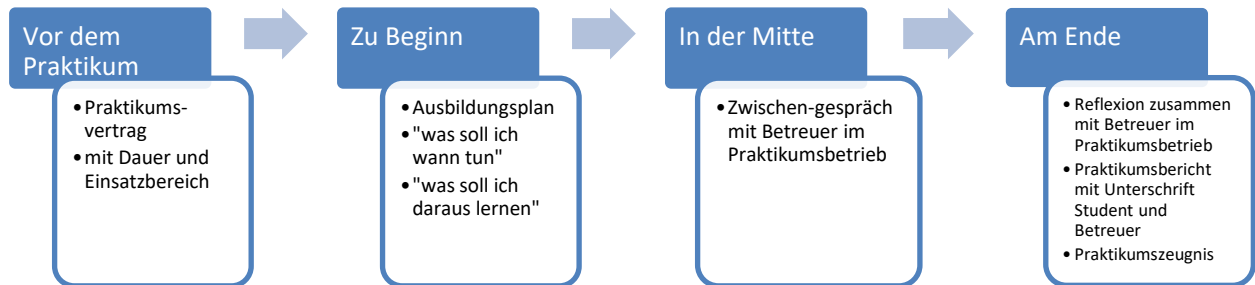 Vor dem
Praktikum
• Praktikums-
vertrag
• mit Dauer und
Einsatzbereich
Zu Beginn
• Ausbildungsplan
• "was soll ich
wann tun"
• "was soll ich
daraus lernen"
In der Mitte
• Zwischen-gespräch
mit Betreuer im
Praktikumsbetrieb
Am Ende
• Reflexion zusammen
mit Betreuer im
Praktikumsbetrieb
• Praktikumsbericht
mit Unterschrift
Student und
Betreuer
• Praktikumszeugnis